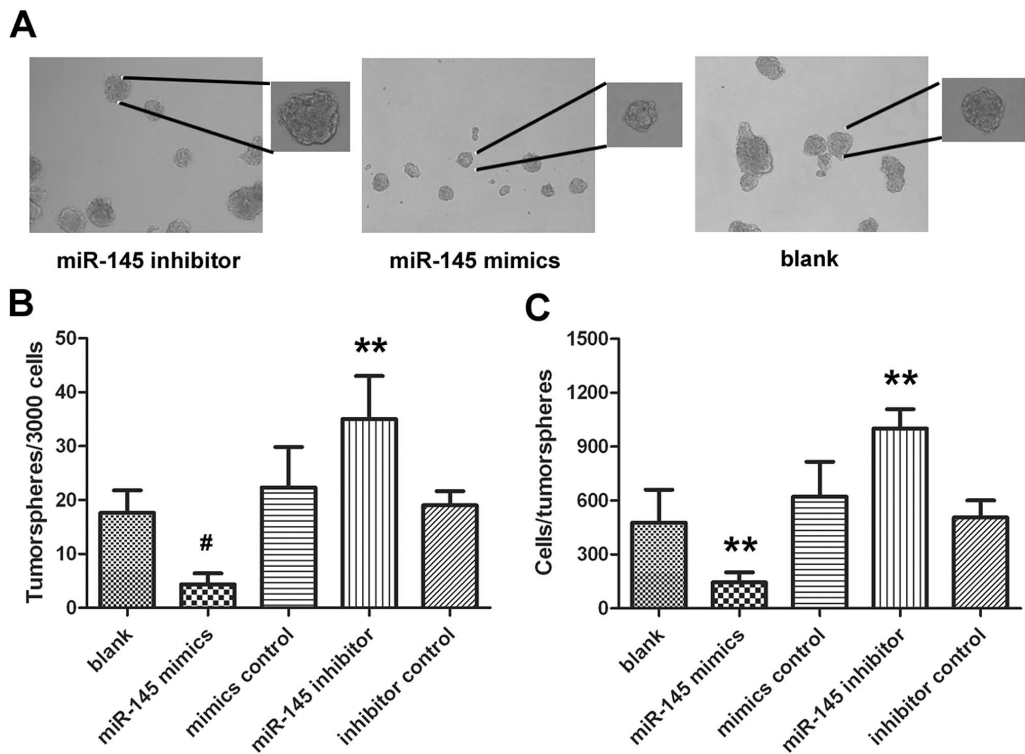 A
miR-145 inhibitor
miR-145 mimics
blank
B
Tumorspheres/3000 cells
50
40
30
20
10
0
#
**
blank
miR-145 mimics
mimics control
miR-145 inhibitor
inhibitor control
C
Cells/tumorspheres
1500
1200
900
600
300
0
**
**
blank
miR-145 mimics
mimics control
miR-145 inhibitor
inhibitor control